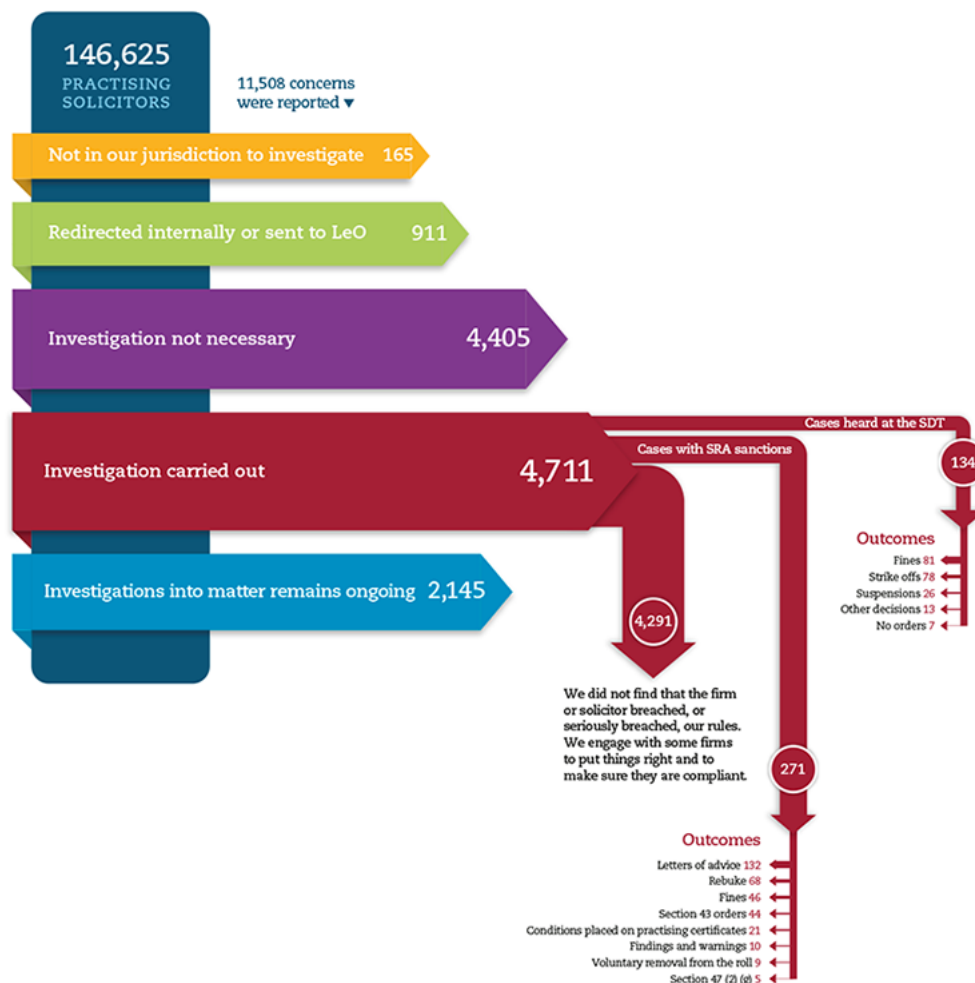 146,625
PRACTISING
SOLICITORS
11,508 concerns
were reported ▼
Not in our jurisdiction to investigate 165
Redirected internally or sent to LeO 911
Investigation not necessary 4,405
Investigation carried out 4,711
Investigations into matter remains ongoing 2,145
Cases heard at the SDT
134
Outcomes
Fines 81
Strike offs 78
Suspensions 26
Other decisions 13
No orders 7
Cases with SRA sanctions
271
4,291
We did not find that the firm
or solicitor breached, or
seriously breached, our rules.
We engage with some firms
to put things right and to
make sure they are compliant.
Outcomes
Letters of advice 132
Rebuke 68
Fines 46
Section 43 orders 44
Conditions placed on practising certificates 21
Findings and warnings 10
Voluntary removal from the roll 9
Section 47 (2) (g) 5